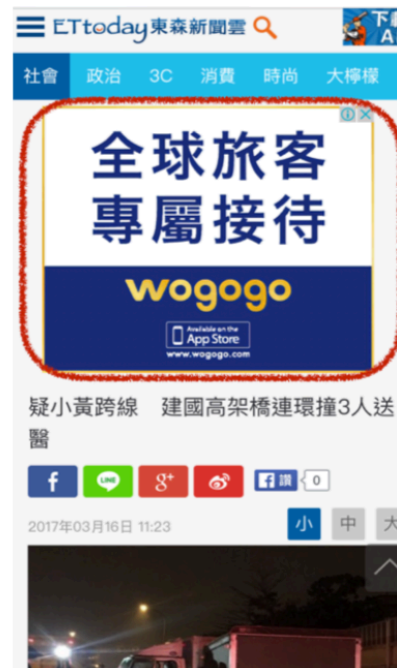 ETtoday東森新聞雲
社會 政治 3C 消費 時尚 大檸檬
全球旅客
專屬接待
wogogo
Available on the
App Store
www.wogogo.com
疑小黃跨線 建國高架橋連環撞3人送
醫
f LINE g+ f 讚 0
2017年03月16日 11:23 小 中 大